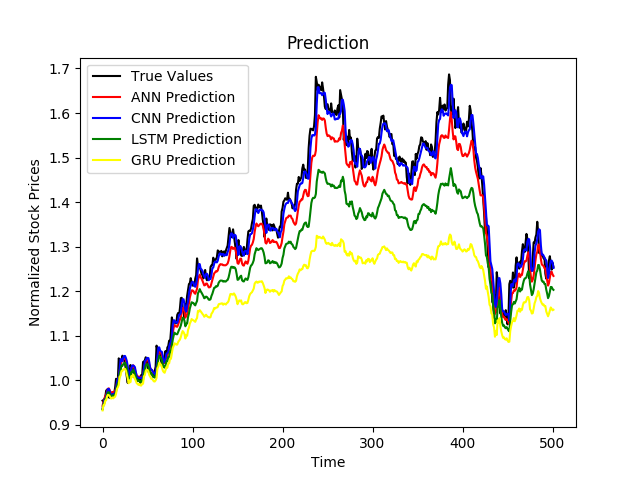 Prediction
True Values
ANN Prediction
CNN Prediction
LSTM Prediction
GRU Prediction
Normalized Stock Prices
1.7
1.6
1.5
1.4
1.3
1.2
1.1
1.0
0.9
0 100 200 300 400 500
Time